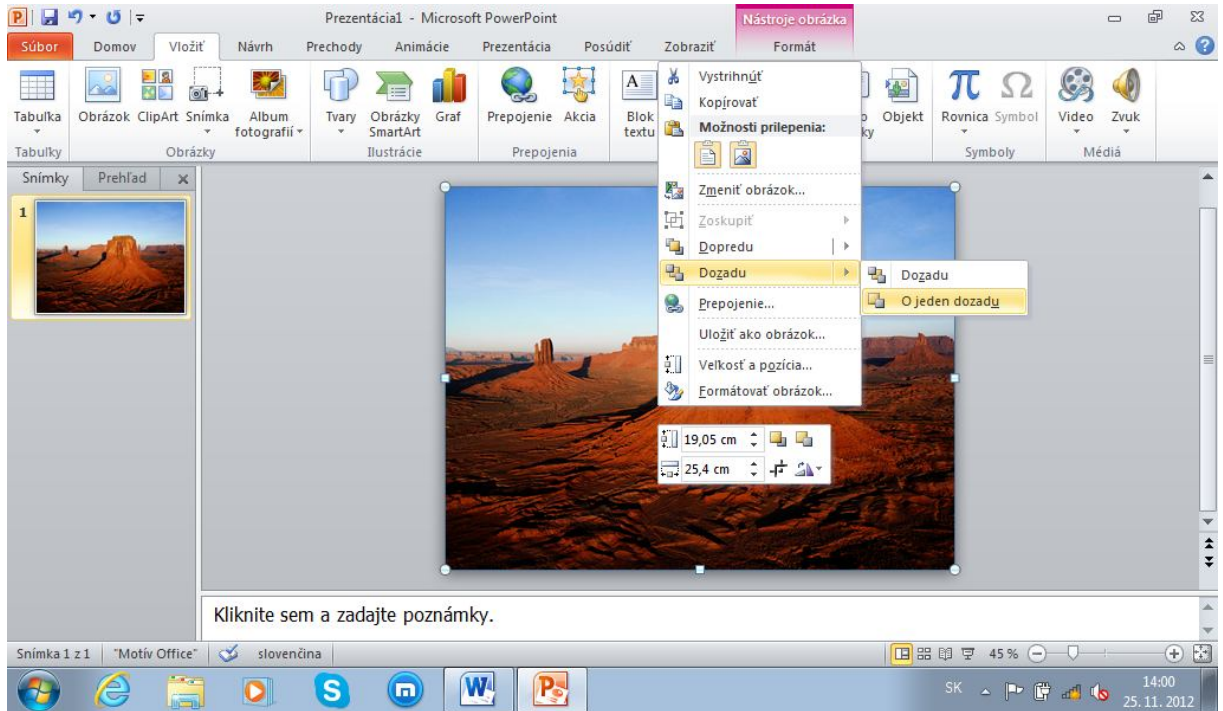 Prezentácia1 - Microsoft PowerPoint
Nástroje obrázka
Súbor Domov Vložiť Návrh Prechody Animácie Prezentácia Posúdiť Zobraziť Formát
Tabuľka
Obrázok
ClipArt
Snímka
Album fotografií
Tvary
Obrázky SmartArt
Graf
Prepojenie
Akcia
Blok textu
Objekt
Rovnica
Symbol
Video
Zvuk
Tabuľky
Obrázky
Ilustrácie
Prepojenia
Symboly
Médiá
Snímky Prehľad
1
Vystrihnúť
Kopírovať
Možnosti prilepenia:
Zmeniť obrázok...
Zoskupiť
Dopredu
Dozadu
Prepojenie...
Uložiť ako obrázok...
Veľkosť a pozícia...
Formátovať obrázok...
Dozadu
O jeden dozadu
19,05 cm
25,4 cm
Kliknite sem a zadajte poznámky.
Snímka 1 z 1 "Motív Office" slovenčina 45 %
SK
14:00
25. 11. 2012